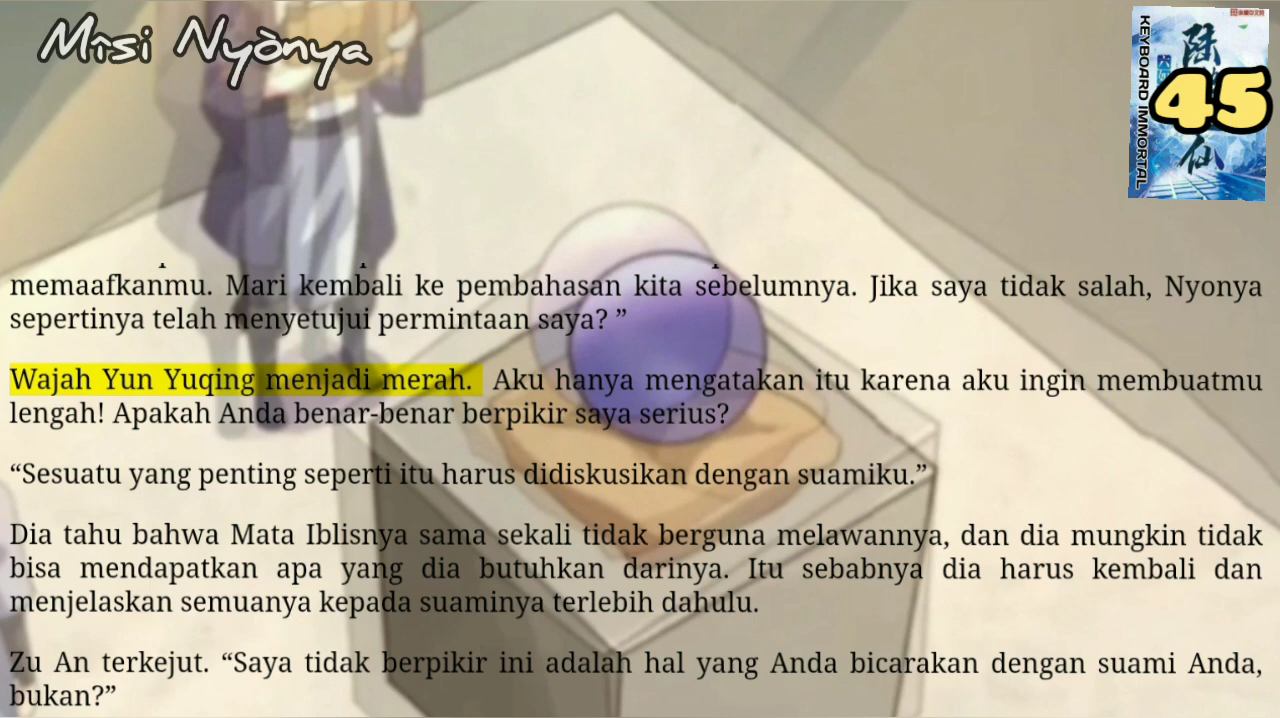 Mîsi Nyònya
KEYBOARD IMMORTAL
陆
仙
45
memaafkanmu. Mari kembali ke pembahasan kita sebelumnya. Jika saya tidak salah, Nyonya
sepertinya telah menyetujui permintaan saya? ”
Wajah Yun Yuqing menjadi merah. Aku hanya mengatakan itu karena aku ingin membuatmu
lengah! Apakah Anda benar-benar berpikir saya serius?
“Sesuatu yang penting seperti itu harus didiskusikan dengan suamiku.”
Dia tahu bahwa Mata Iblisnya sama sekali tidak berguna melawannya, dan dia mungkin tidak
bisa mendapatkan apa yang dia butuhkan darinya. Itu sebabnya dia harus kembali dan
menjelaskan semuanya kepada suaminya terlebih dahulu.
Zu An terkejut. “Saya tidak berpikir ini adalah hal yang Anda bicarakan dengan suami Anda,
bukan?”